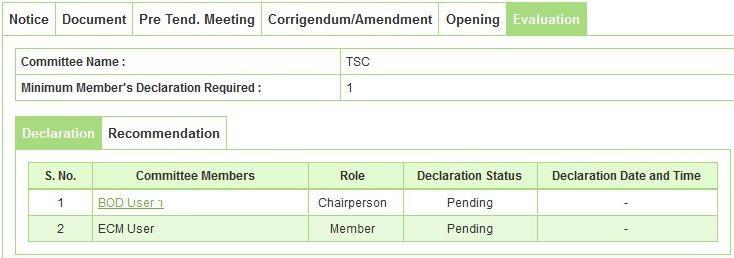 Notice Document Pre Tend. Meeting Corrigendum/Amendment Opening Evaluation
Committee Name : TSC
Minimum Member's Declaration Required : 1
Declaration Recommendation
S. No. Committee Members Role Declaration Status Declaration Date and Time
1 BOD User Chairperson Pending -
2 ECM User Member Pending -